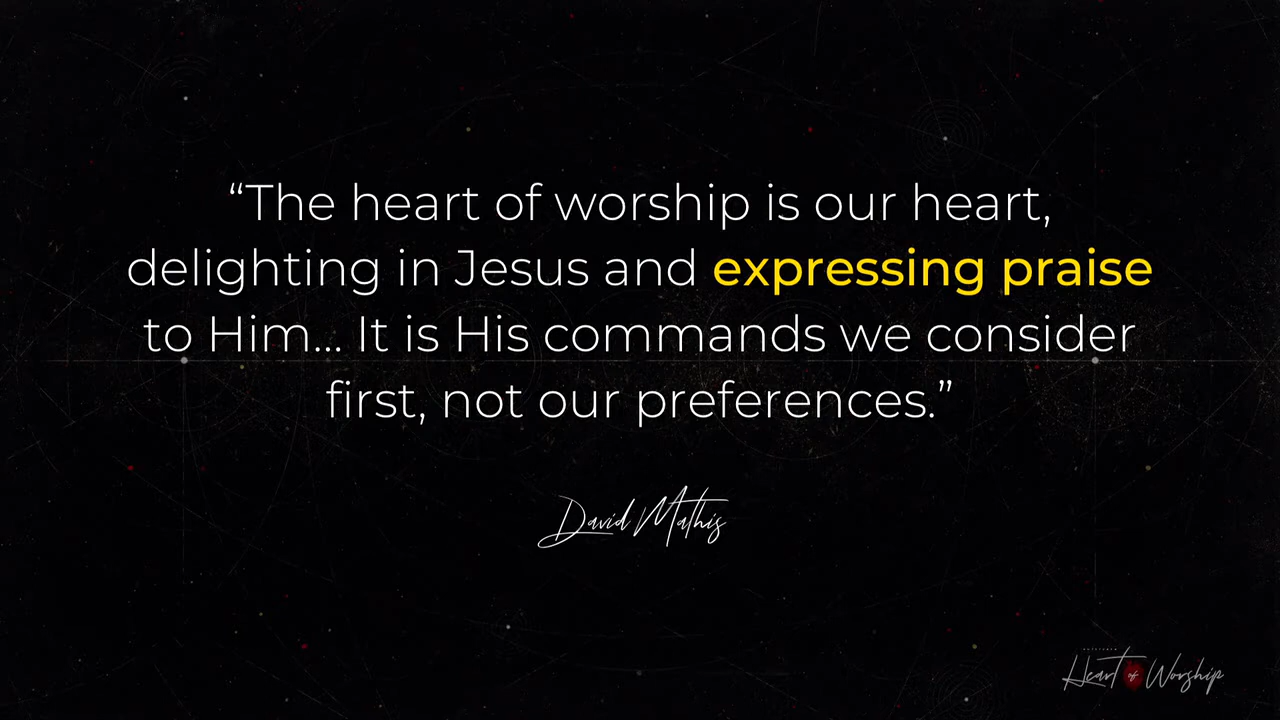 “The heart of worship is our heart,
delighting in Jesus and expressing praise
to Him... It is His commands we consider
first, not our preferences.”
David Mathis
Heart of Worship